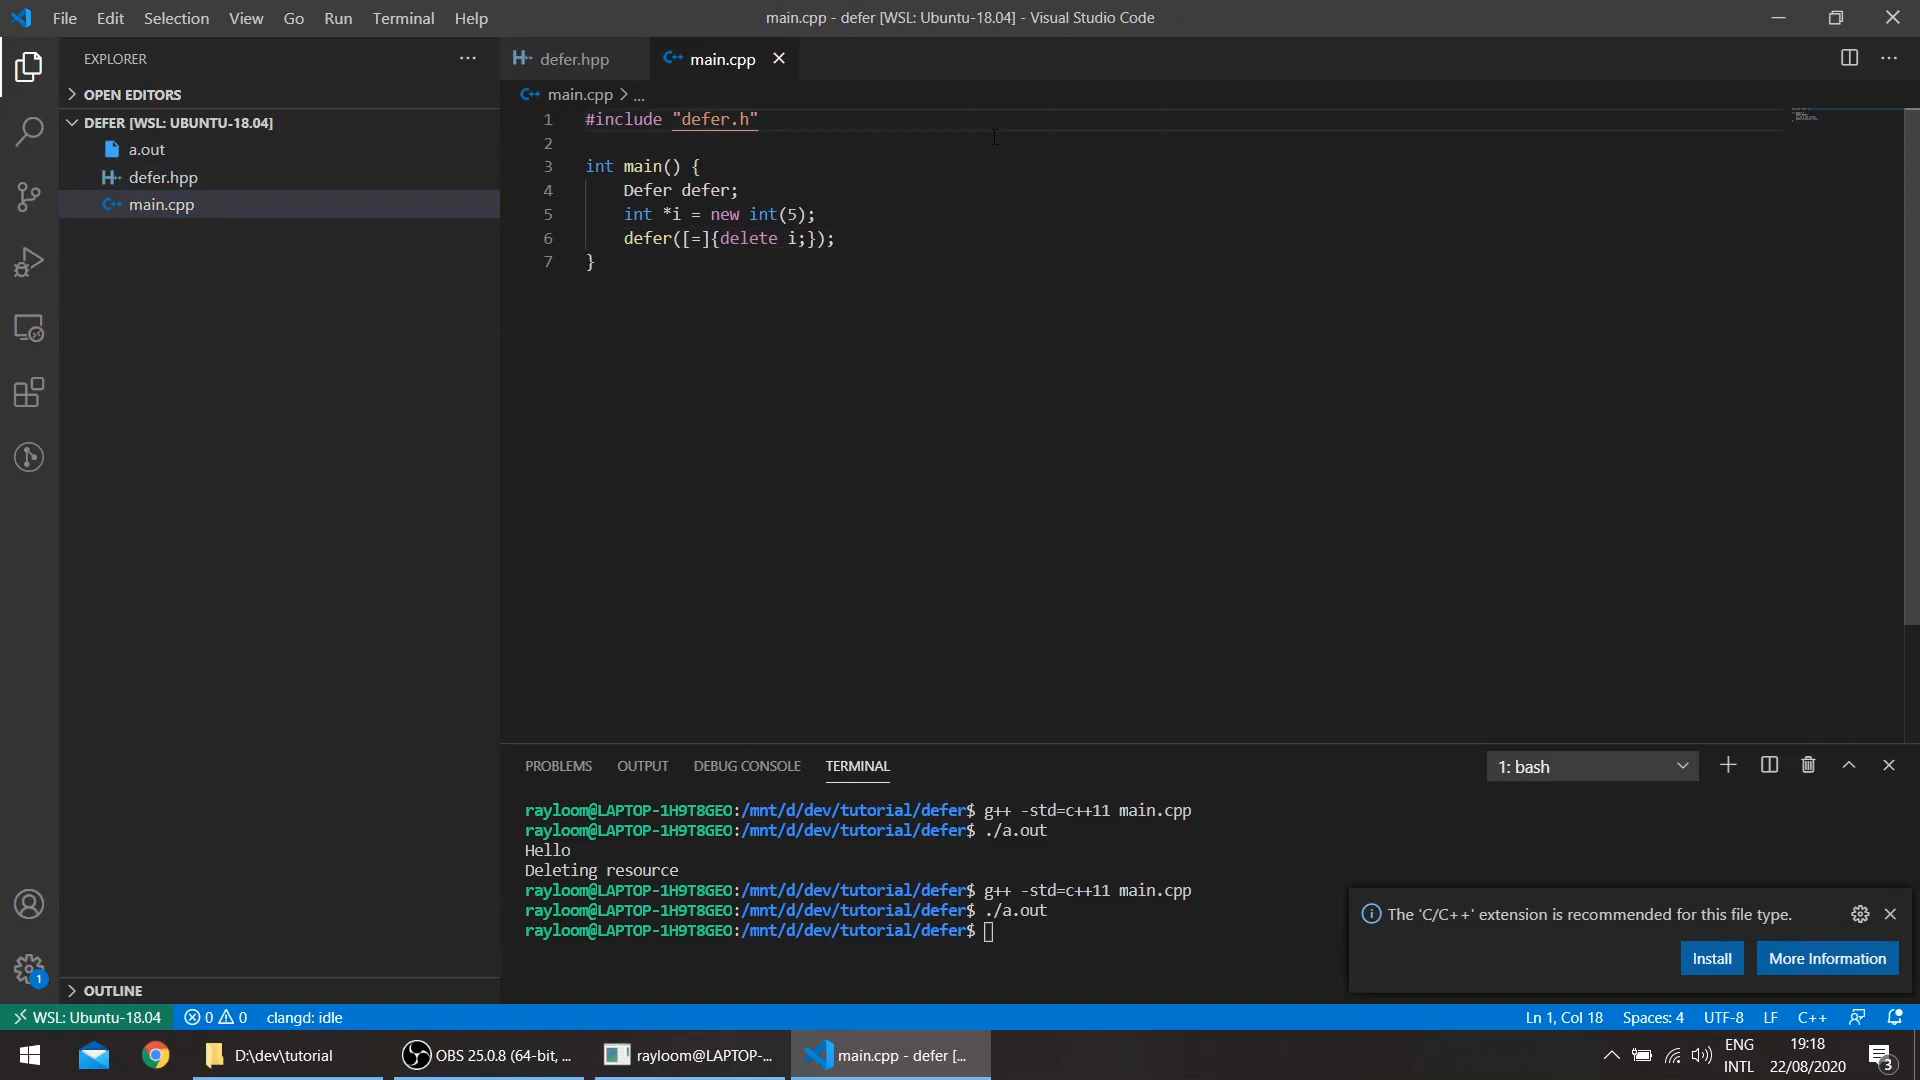 File Edit Selection View Go Run Terminal Help
main.cpp - defer [WSL: Ubuntu-18.04] - Visual Studio Code
EXPLORER
OPEN EDITORS
DEFER [WSL: UBUNTU-18.04]
a.out
defer.hpp
main.cpp
OUTLINE
defer.hpp
main.cpp
main.cpp > ...
1 #include "defer.h"
2
3 int main() {
4 Defer defer;
5 int *i = new int(5);
6 defer([=]{delete i;});
7 }
PROBLEMS OUTPUT DEBUG CONSOLE TERMINAL
1: bash
rayloom@LAPTOP-1H9T8GEO:/mnt/d/dev/tutorial/defer$ g++ -std=c++11 main.cpp
rayloom@LAPTOP-1H9T8GEO:/mnt/d/dev/tutorial/defer$ ./a.out
Hello
Deleting resource
rayloom@LAPTOP-1H9T8GEO:/mnt/d/dev/tutorial/defer$ g++ -std=c++11 main.cpp
rayloom@LAPTOP-1H9T8GEO:/mnt/d/dev/tutorial/defer$ ./a.out
rayloom@LAPTOP-1H9T8GEO:/mnt/d/dev/tutorial/defer$
The 'C/C++' extension is recommended for this file type.
Install More Information
1
WSL: Ubuntu-18.04 0 0 clangd: idle
Ln 1, Col 18 Spaces: 4 UTF-8 LF C++
D:\dev\tutorial
OBS 25.0.8 (64-bit, ...
rayloom@LAPTOP-...
main.cpp - defer [...
ENG
INTL
19:18
22/08/2020
3